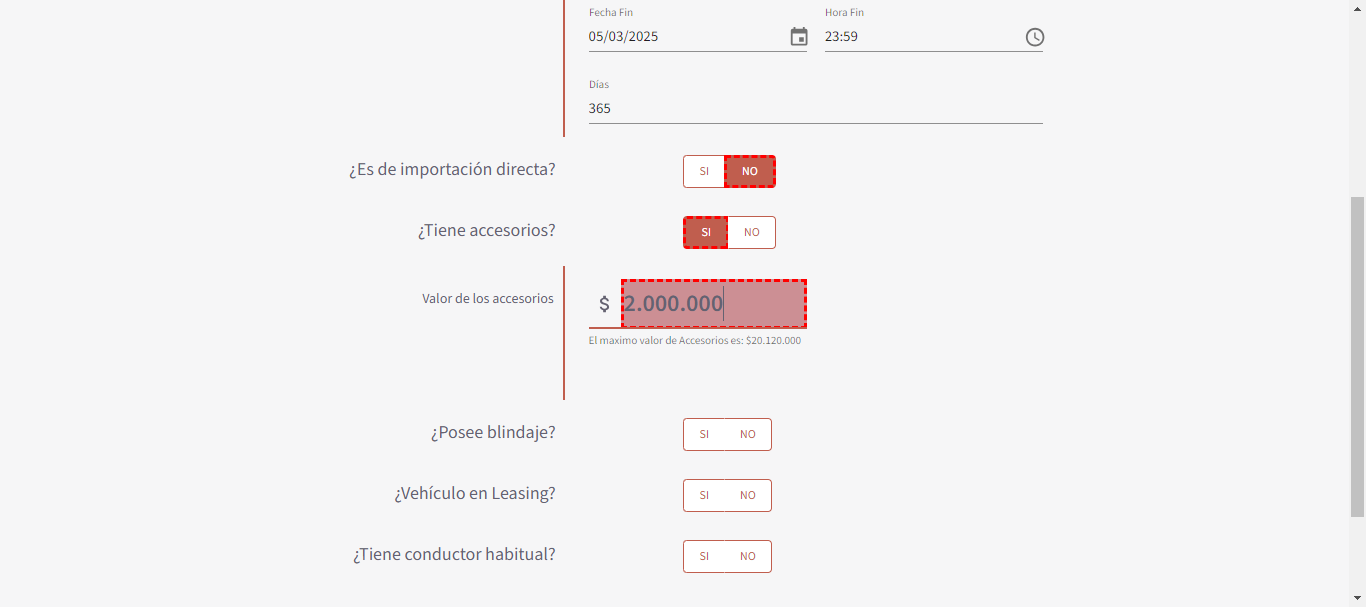 Fecha Fin
Hora Fin
05/03/2025
23:59
Días
365
¿Es de importación directa?
SI
NO
¿Tiene accesorios?
SI
NO
Valor de los accesorios
$
2.000.000
El maximo valor de Accesorios es: $20.120.000
¿Posee blindaje?
SI
NO
¿Vehículo en Leasing?
SI
NO
¿Tiene conductor habitual?
SI
NO